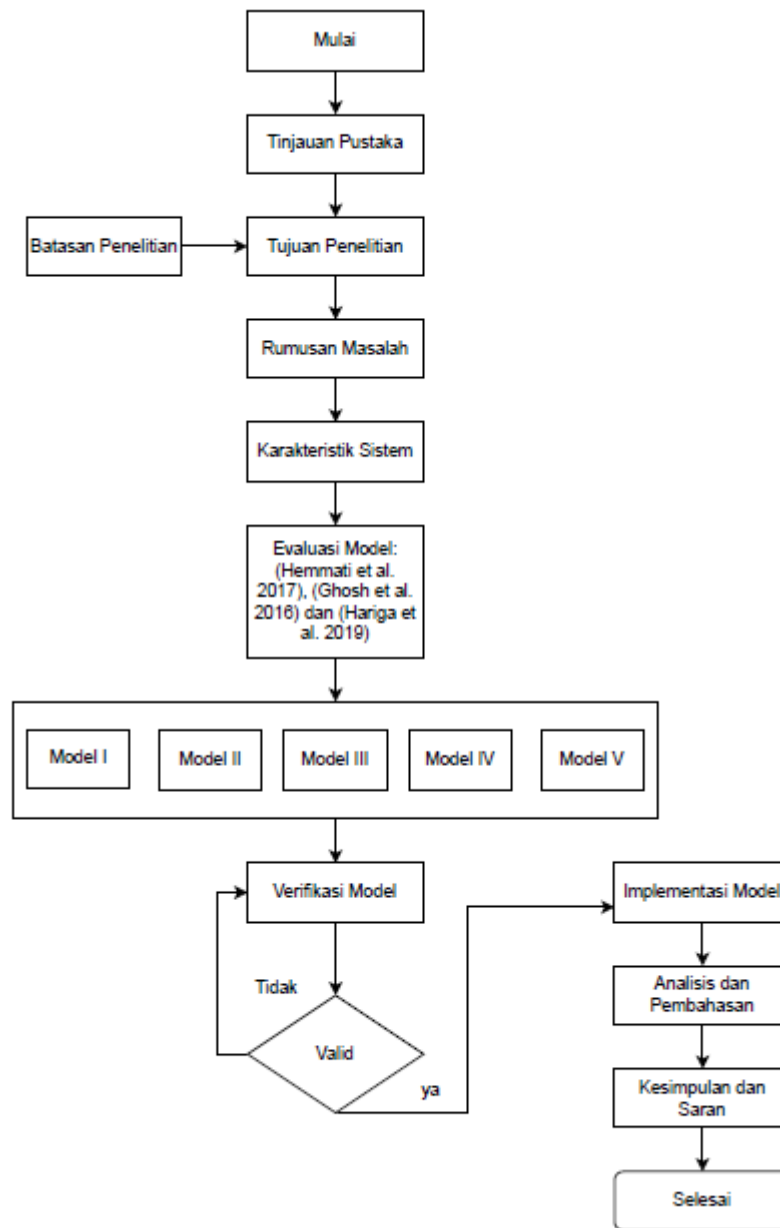 Mulai
Tinjauan Pustaka
Batasan Penelitian
Tujuan Penelitian
Rumusan Masalah
Karakteristik Sistem
Evaluasi Model:
(Hemmati et al.
2017), (Ghosh et al.
2016) dan (Hariga et
al. 2019)
Model I
Model II
Model III
Model IV
Model V
Verifikasi Model
Tidak
Valid
ya
Implementasi Model
Analisis dan
Pembahasan
Kesimpulan dan
Saran
Selesai